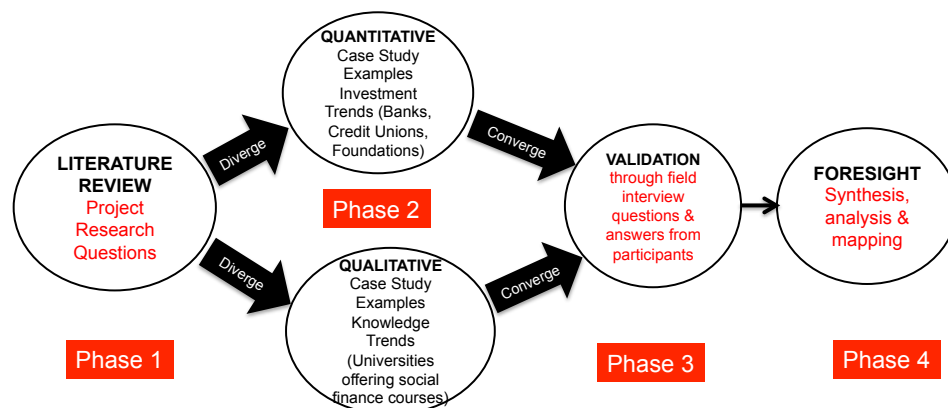 LITERATURE
REVIEW
Project
Research
Questions
Phase 1
Diverge
Diverge
QUANTITATIVE
Case Study
Examples
Investment
Trends (Banks,
Credit Unions,
Foundations)
Phase 2
QUALITATIVE
Case Study
Examples
Knowledge
Trends
(Universities
offering social
finance courses)
Converge
Converge
VALIDATION
through field
interview
questions &
answers from
participants
Phase 3
FORESIGHT
Synthesis,
analysis &
mapping
Phase 4